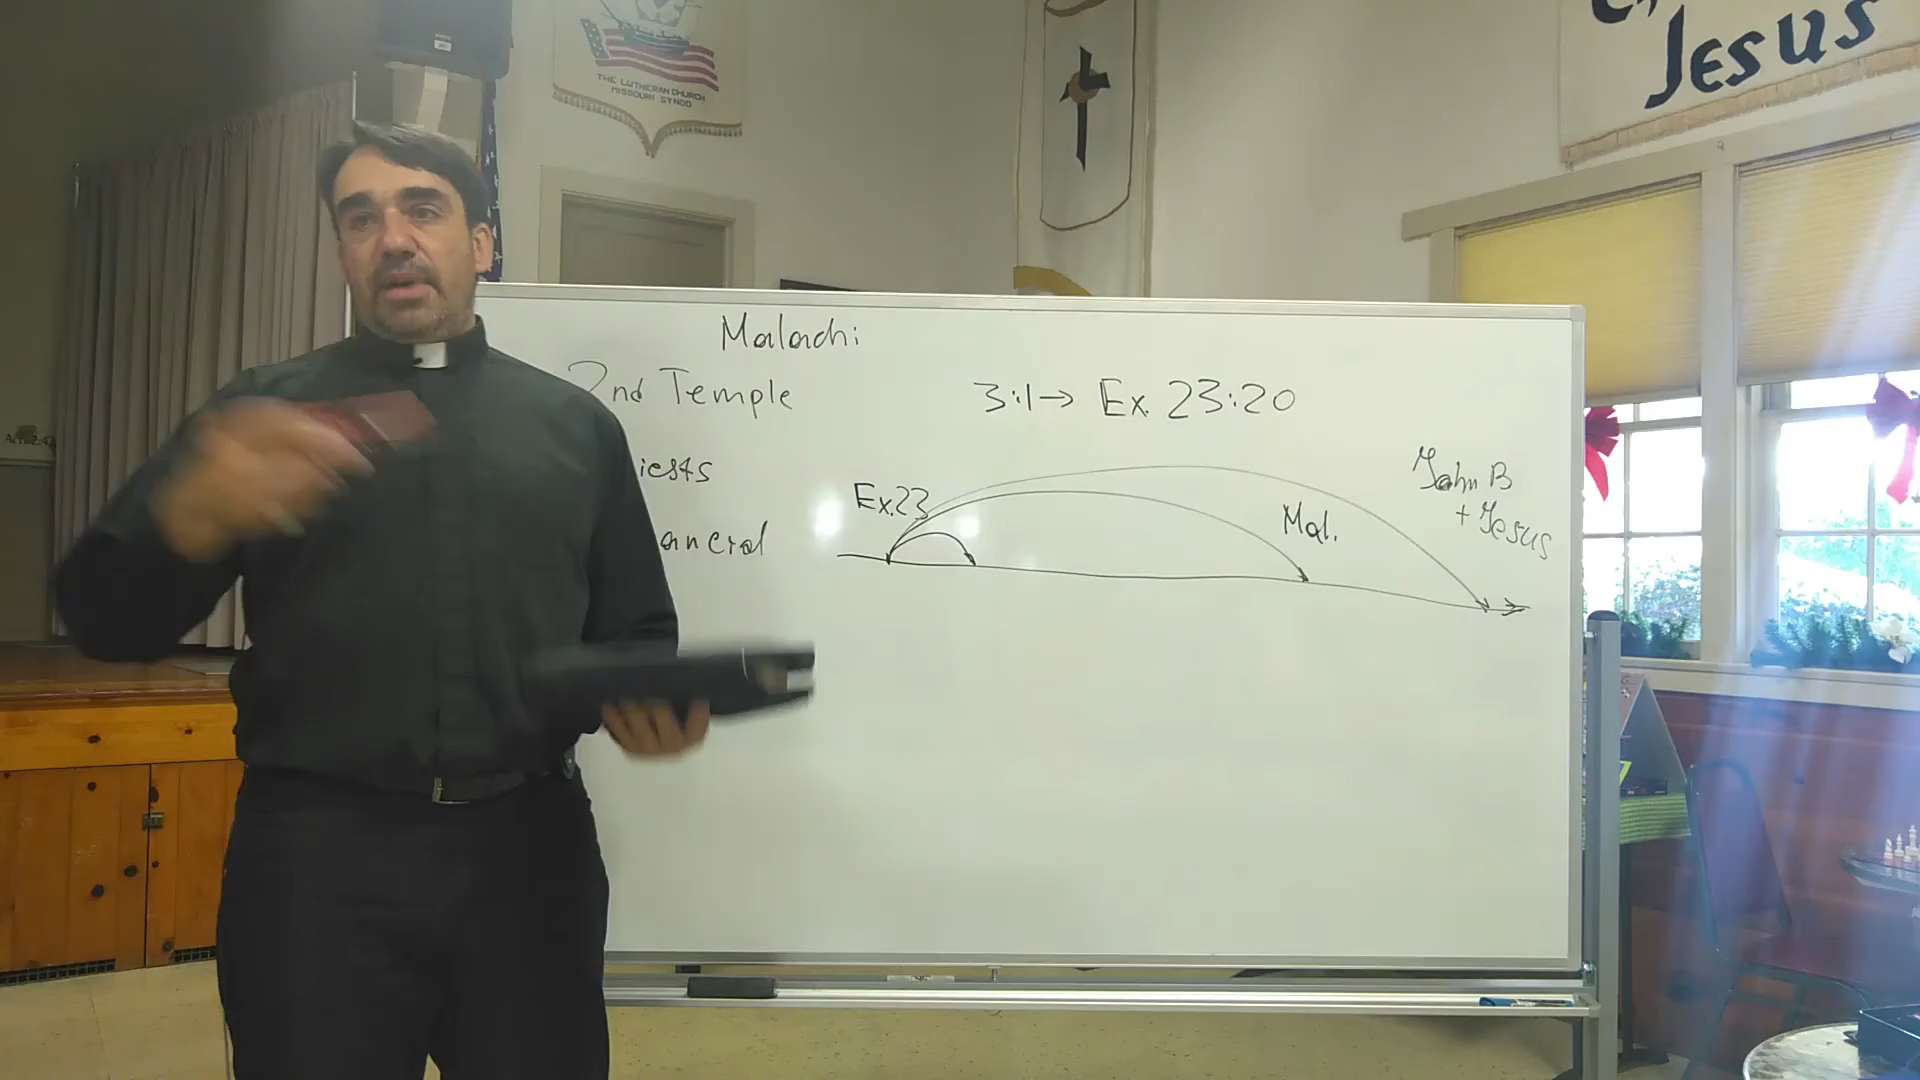 THE LUTHERAN CHURCH
MISSOURI SYNOD
Jesus
Malachi
2nd Temple
3:1→ Ex. 23:20
iests
Ex.23
John B
+ Jesus
Mal.
aneral